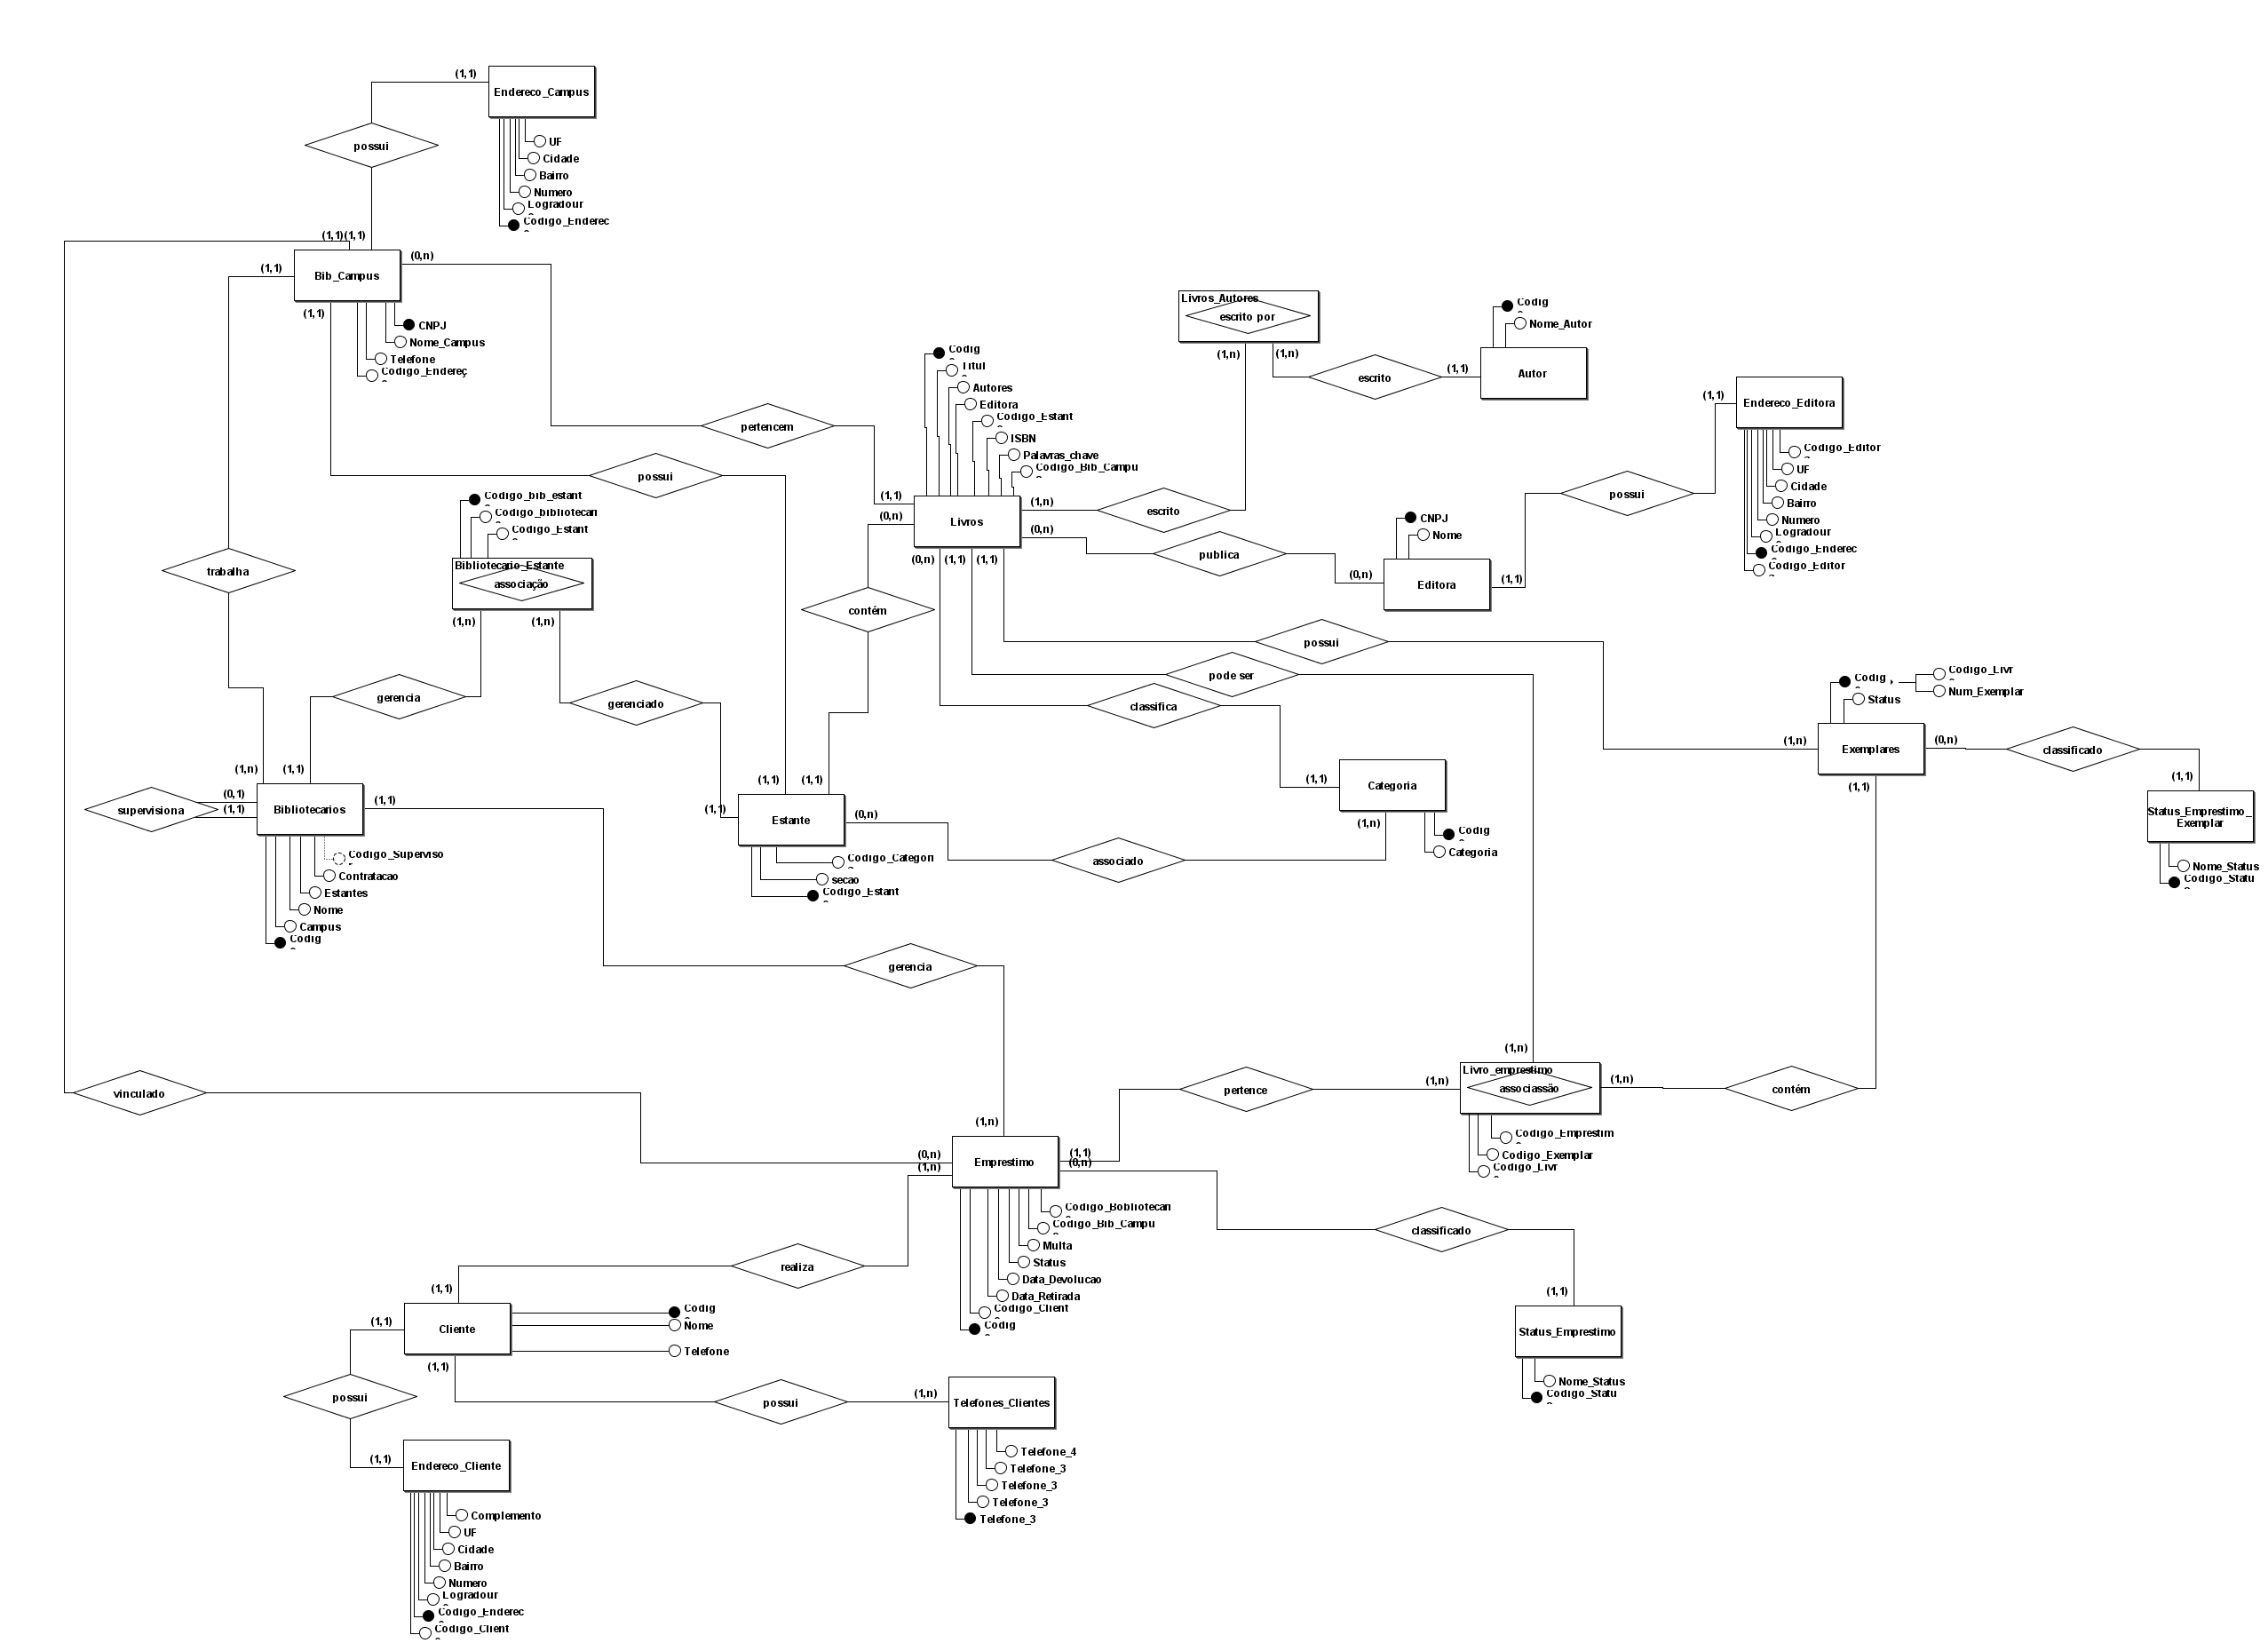 (1,1)
Endereco_Campus
possui
UF
Cidade
Bairro
Numero
Logradour
Codigo_Enderec
(1,1)(1,1)
(1,1)
Bib_Campus
(0,n)
(1,1)
CNPJ
Nome_Campus
Telefone
Codigo_Endereç
Livros_Autores
escrito por
(1,n)
(1,n)
escrito
(1,1)
Codig
Nome_Autor
Autor
Codig
Titul
Autores
Editora
Codigo_Estant
ISBN
Palavras_chave
Codigo_Bib_Campu
(1,1)
Endereco_Editora
Codigo_Editor
UF
Cidade
Bairro
Numero
Logradour
Codigo_Enderec
Codigo_Editor
pertencem
possui
possui
(1,1)
(0,n)
Livros
(1,n)
(0,n)
escrito
publica
CNPJ
Nome
(0,n)
Editora
(1,1)
(0,n)
(1,1)
(1,1)
Codigo_bib_estant
Codigo_bibliotecari
Codigo_Estant
Bibliotecario_Estante
associação
(1,n)
(1,n)
trabalha
contém
possui
pode ser
classifica
gerencia
gerenciado
Codig
Codigo_Livr
Num_Exemplar
Status
(1,n)
Exemplares
(0,n)
classificado
(1,1)
(1,1)
Status_Emprestimo_
Exemplar
Nome_Status
Codigo_Statu
(1,n)
(1,1)
supervisiona
(0,1)
(1,1)
Bibliotecarios
(1,1)
Codigo_Superviso
Contratacao
Estantes
Nome
Campus
Codig
(1,1)
(1,1)
(1,1)
Estante
(0,n)
Codigo_Categori
secao
Codigo_Estant
associado
(1,1)
Categoria
(1,n)
Codig
Categoria
gerencia
vinculado
pertence
(1,n)
(1,n)
Livro_emprestimo
associassão
(1,n)
contém
Codigo_Emprestim
Codigo_Exemplar
Codigo_Livr
(1,n)
(0,n)
(1,n)
Emprestimo
(1,1)
(0,n)
Codigo_Bobliotecari
Codigo_Bib_Campu
Multa
Status
Data_Devolucao
Data_Retirada
Codigo_Client
Codig
classificado
(1,1)
Status_Emprestimo
Nome_Status
Codigo_Statu
realiza
(1,1)
(1,1)
Cliente
(1,1)
Codig
Nome
Telefone
possui
possui
(1,n)
Telefones_Clientes
Telefone_4
Telefone_3
Telefone_3
Telefone_3
Telefone_3
(1,1)
Endereco_Cliente
Complemento
UF
Cidade
Bairro
Numero
Logradour
Codigo_Enderec
Codigo_Client